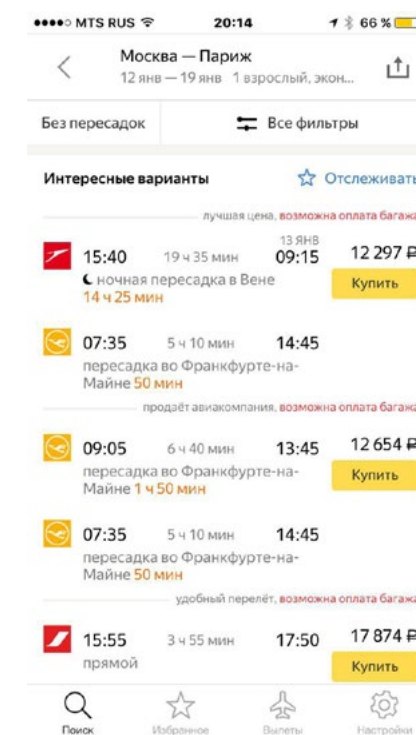 MTS RUS 20:14 66 %
Москва — Париж
12 янв — 19 янв 1 взрослый, экон...
Без пересадок Все фильтры
Интересные варианты Отслеживать
лучшая цена, возможна оплата багажа
13 ЯНВ
15:40 19 ч 35 мин 09:15 12 297 ₽
ночная пересадка в Вене Купить
14 ч 25 мин
07:35 5 ч 10 мин 14:45
пересадка во Франкфурте-на-
Майне 50 мин
продаёт авиакомпания, возможна оплата багажа
09:05 6 ч 40 мин 13:45 12 654 ₽
пересадка во Франкфурте-на- Купить
Майне 1 ч 50 мин
07:35 5 ч 10 мин 14:45
пересадка во Франкфурте-на-
Майне 50 мин
удобный перелёт, возможна оплата багажа
15:55 3 ч 55 мин 17:50 17 874 ₽
прямой Купить
Поиск Избранное Вылеты Настройки